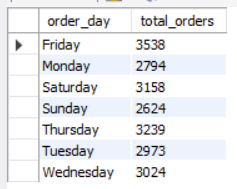 order_day total_orders
Friday 3538
Monday 2794
Saturday 3158
Sunday 2624
Thursday 3239
Tuesday 2973
Wednesday 3024